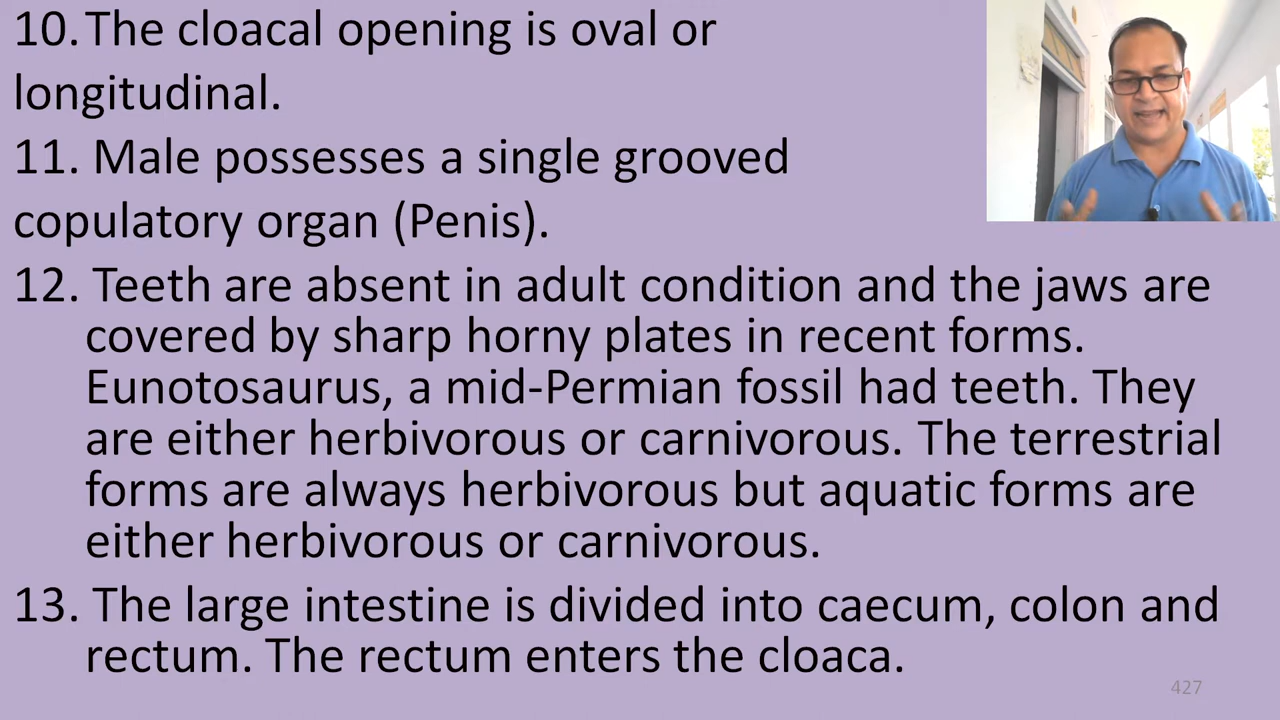 10. The cloacal opening is oval or
longitudinal.
11. Male possesses a single grooved
copulatory organ (Penis).
12. Teeth are absent in adult condition and the jaws are
covered by sharp horny plates in recent forms.
Eunotosaurus, a mid-Permian fossil had teeth. They
are either herbivorous or carnivorous. The terrestrial
forms are always herbivorous but aquatic forms are
either herbivorous or carnivorous.
13. The large intestine is divided into caecum, colon and
rectum. The rectum enters the cloaca.
427